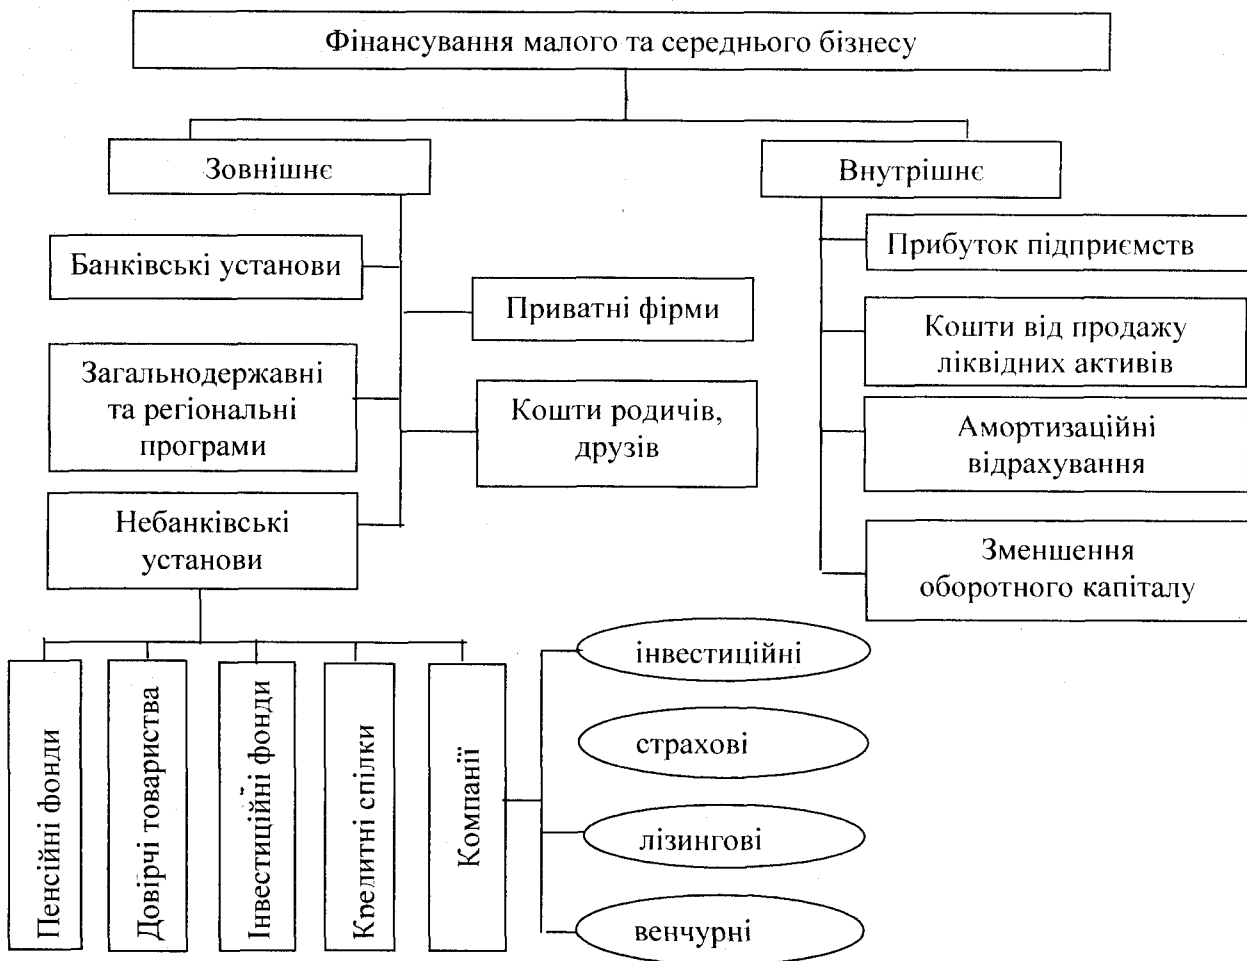 Фінансування малого та середнього бізнесу
Зовнішнє
Внутрішнє
Банківські установи
Приватні фірми
Загальнодержавні
та регіональні
програми
Кошти родичів,
друзів
Небанківські
установи
Прибуток підприємств
Кошти від продажу
ліквідних активів
Амортизаційні
відрахування
Зменшення
оборотного капіталу
Пенсійні фонди
Довірчі товариства
Інвестиційні фонди
Кредитні спілки
Компанії
інвестиційні
страхові
лізингові
венчурні